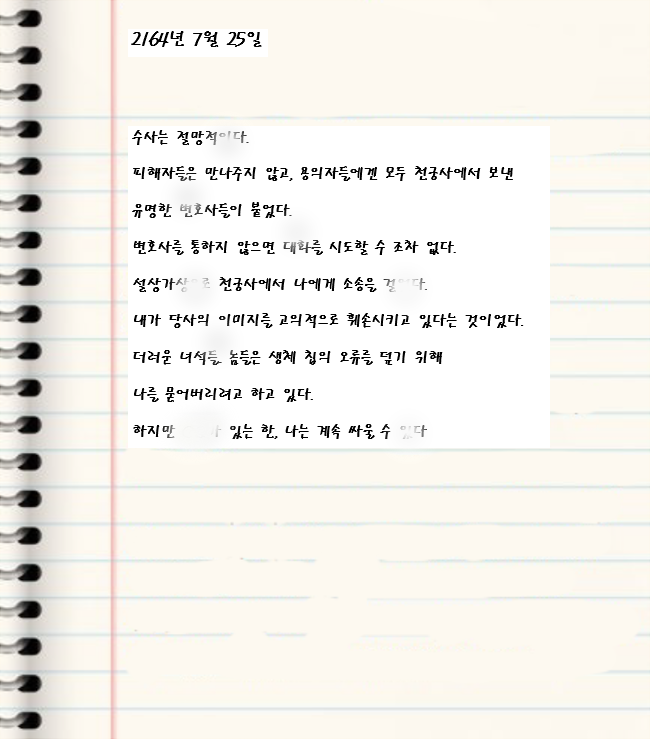 2164년 7월 25일
수사는 절망적이다.
피해자들은 만나주지 않고, 용의자들에겐 모두 천궁사에서 보낸
유명한 변호사들이 붙었다.
변호사를 통하지 않으면 대화를 시도할 수 조차 없다.
설상가상으로 천궁사에서 나에게 소송을 걸었다.
내가 당사의 이미지를 고의적으로 훼손시키고 있다는 것이었다.
더러운 녀석들. 놈들은 생체 칩의 오류를 덮기 위해
나를 묻어버리려고 하고 있다.
하지만 있는 한, 나는 계속 싸울 수 있다